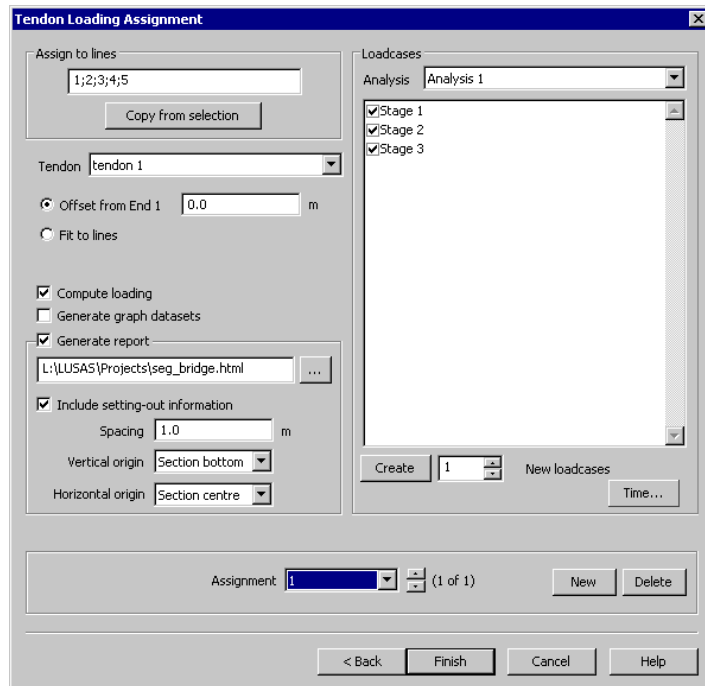 Tendon Loading Assignment
Assign to lines
1;2;3;4;5
Copy from selection
Tendon tendon 1
Offset from End 1 0.0 m
Fit to lines
Compute loading
Generate graph datasets
Generate report
L:\LUSAS\Projects\seg_bridge.html ...
Include setting-out information
Spacing 1.0 m
Vertical origin Section bottom
Horizontal origin Section centre
Loadcases
Analysis Analysis 1
Stage 1
Stage 2
Stage 3
Create 1 New loadcases
Time...
Assignment 1 (1 of 1) New Delete
< Back Finish Cancel Help